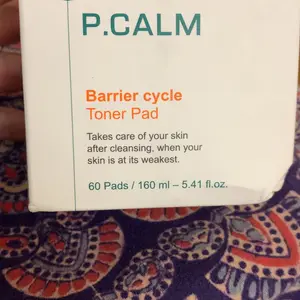 P.CALM
Barrier cycle
Toner Pad
Takes care of your skin
after cleansing, when your
skin is at its weakest.
60 Pads / 160 ml – 5.41 fl.oz.